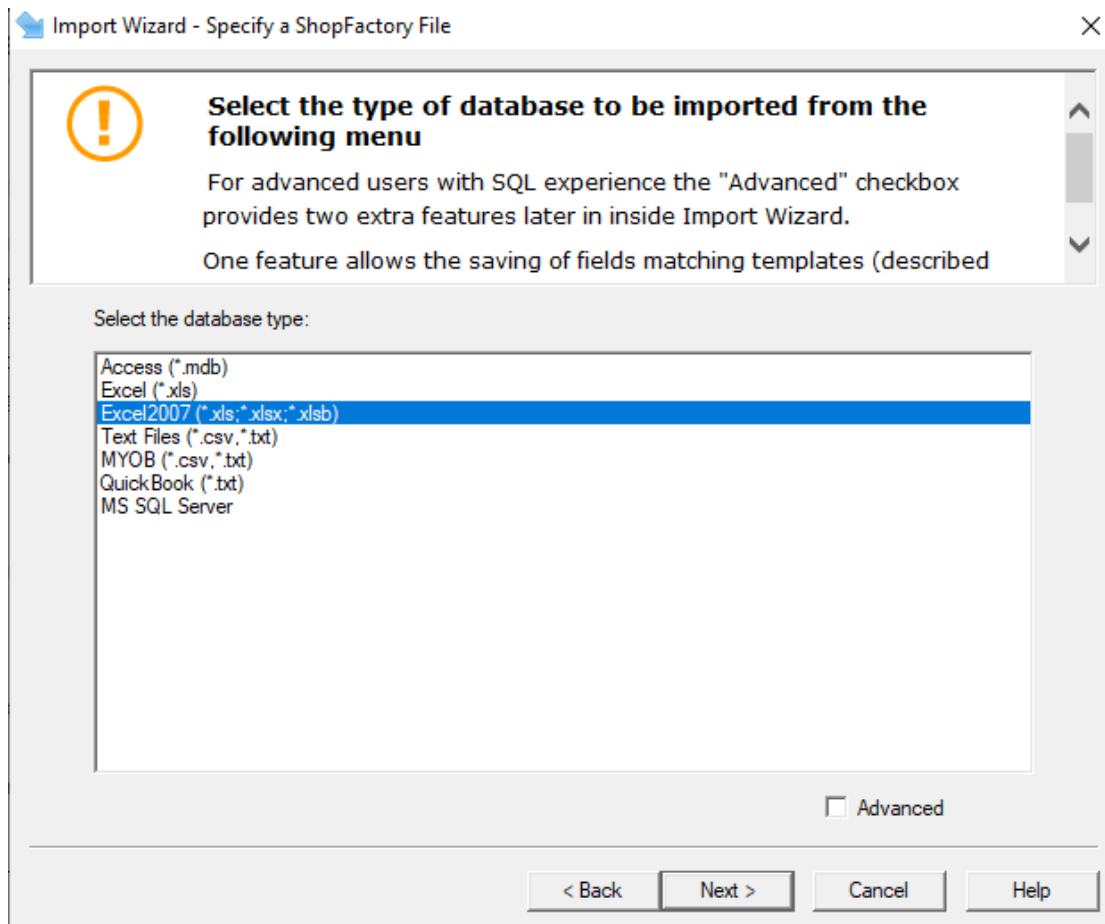 Import Wizard - Specify a ShopFactory File
Select the type of database to be imported from the
following menu
For advanced users with SQL experience the "Advanced" checkbox
provides two extra features later in inside Import Wizard.
One feature allows the saving of fields matching templates (described
Select the database type:
Access (*.mdb)
Excel (*.xls)
Excel2007 (*.xls;*.xlsx;*.xlsb)
Text Files (*.csv,*.txt)
MYOB (*.csv,*.txt)
QuickBook (*.txt)
MS SQL Server
Advanced
< Back Next > Cancel Help